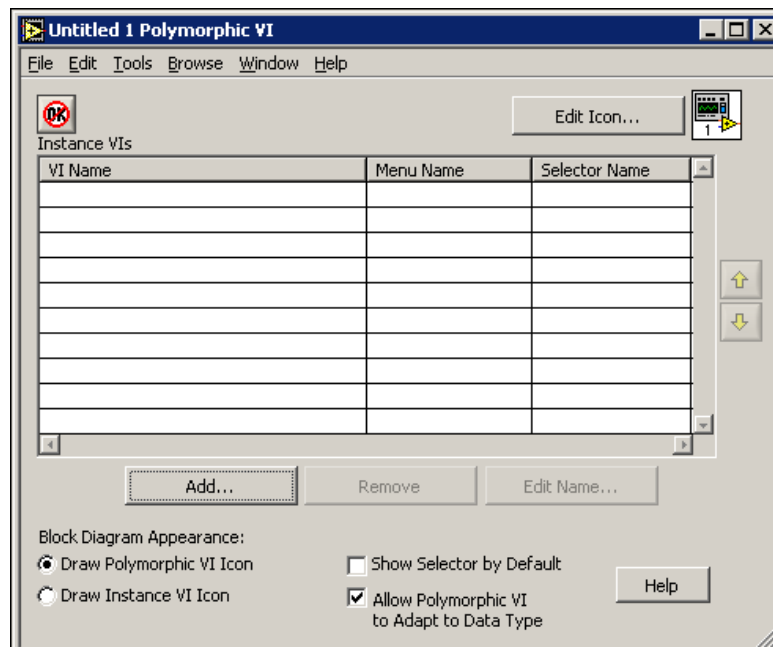 Untitled 1 Polymorphic VI
File Edit Tools Browse Window Help
OK
Edit Icon...
1
Instance VIs
VI Name Menu Name Selector Name
Add... Remove Edit Name...
Block Diagram Appearance:
Draw Polymorphic VI Icon
Show Selector by Default
Draw Instance VI Icon
Allow Polymorphic VI
to Adapt to Data Type
Help